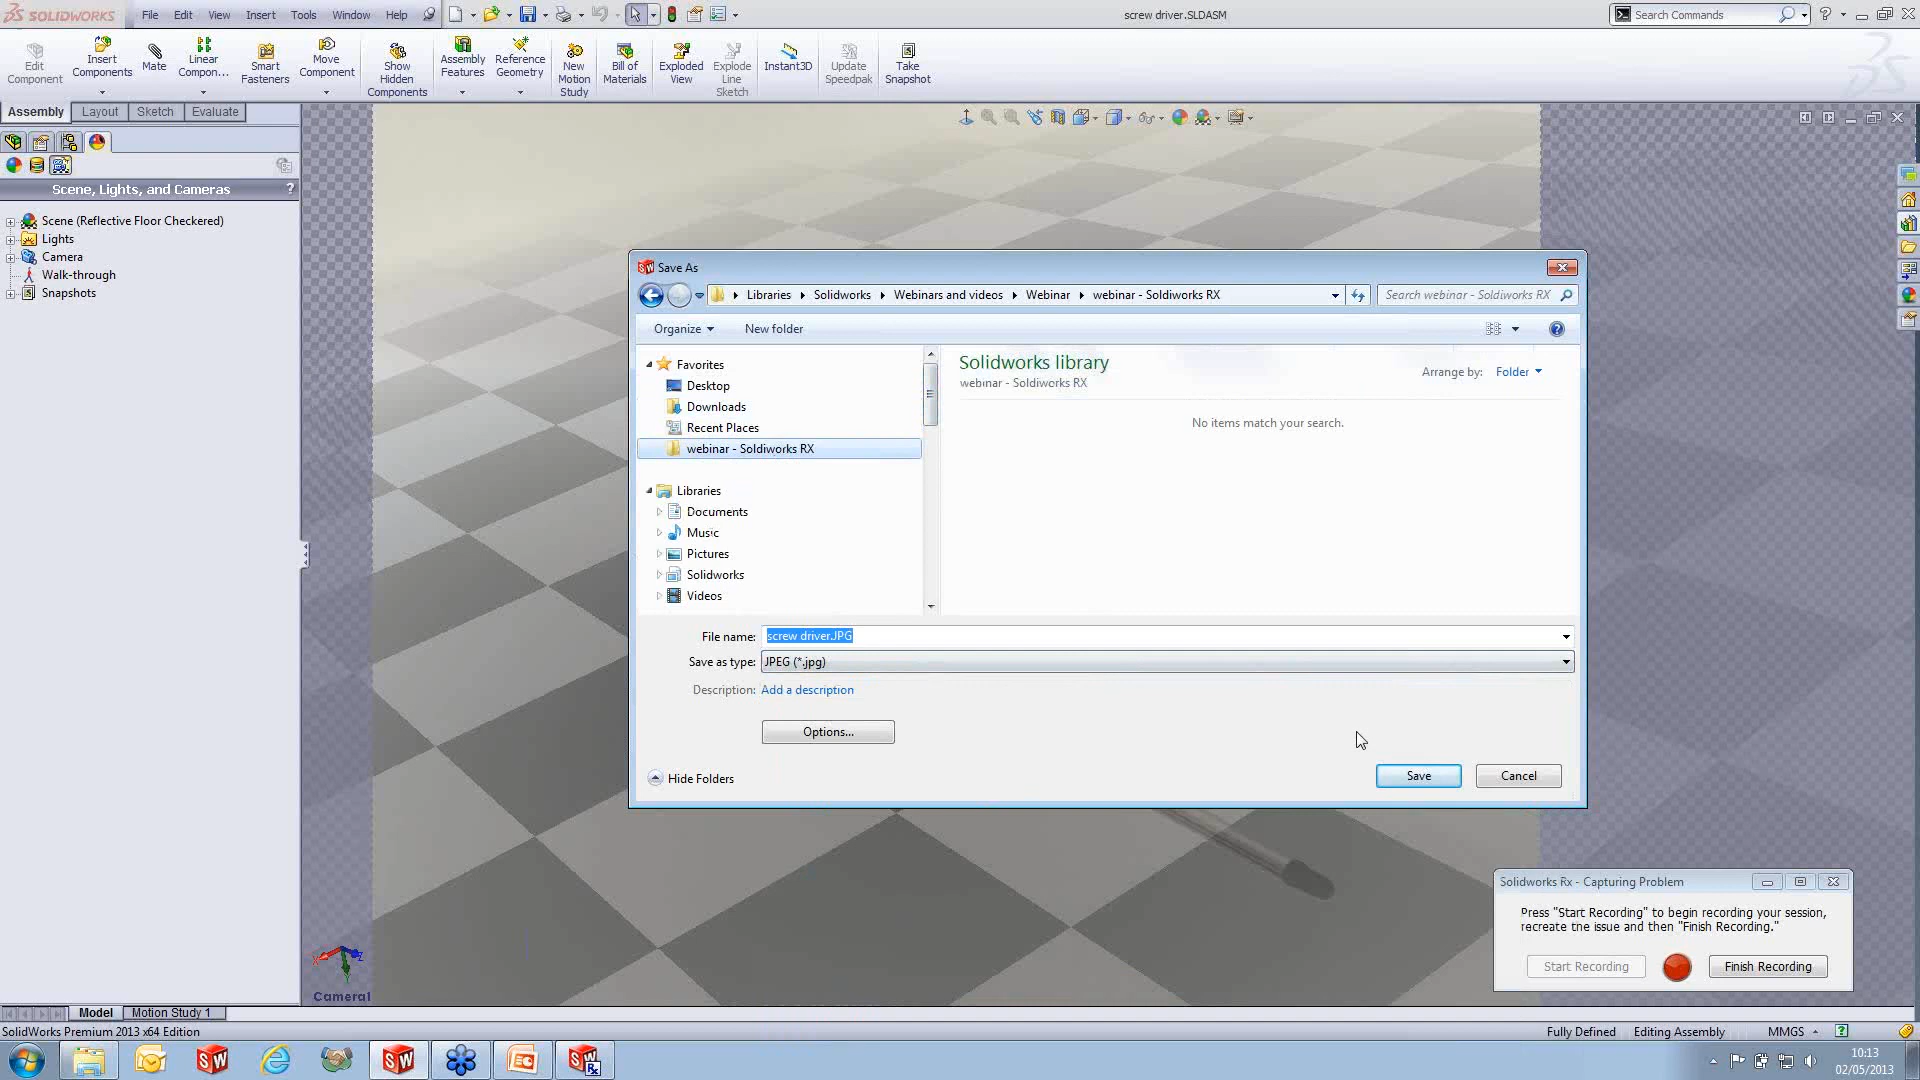 SOLIDWORKS File Edit View Insert Tools Window Help screw driver.SLDASM Search Commands
Edit Component
Insert Components
Mate
Linear Compon...
Smart Fasteners
Move Component
Show Hidden Components
Assembly Features
Reference Geometry
New Motion Study
Bill of Materials
Exploded View
Explode Line Sketch
Instant3D
Update Speedpak
Take Snapshot
Assembly Layout Sketch Evaluate
Scene, Lights, and Cameras ?
Scene (Reflective Floor Checkered)
Lights
Camera
Walk-through
Snapshots
Save As
Libraries Solidworks Webinars and videos Webinar webinar - Soldiworks RX Search webinar - Soldiworks RX
Organize New folder
Favorites
Desktop
Downloads
Recent Places
webinar - Soldiworks RX
Libraries
Documents
Music
Pictures
Solidworks
Videos
Solidworks library
webinar - Soldiworks RX
Arrange by: Folder
No items match your search.
File name: screw driver.JPG
Save as type: JPEG (*.jpg)
Description: Add a description
Options...
Hide Folders
Save Cancel
Solidworks Rx - Capturing Problem
Press "Start Recording" to begin recording your session,
recreate the issue and then "Finish Recording."
Start Recording Finish Recording
Camera1
Model Motion Study 1
SolidWorks Premium 2013 x64 Edition Fully Defined Editing Assembly MMGS
10:13
02/05/2013